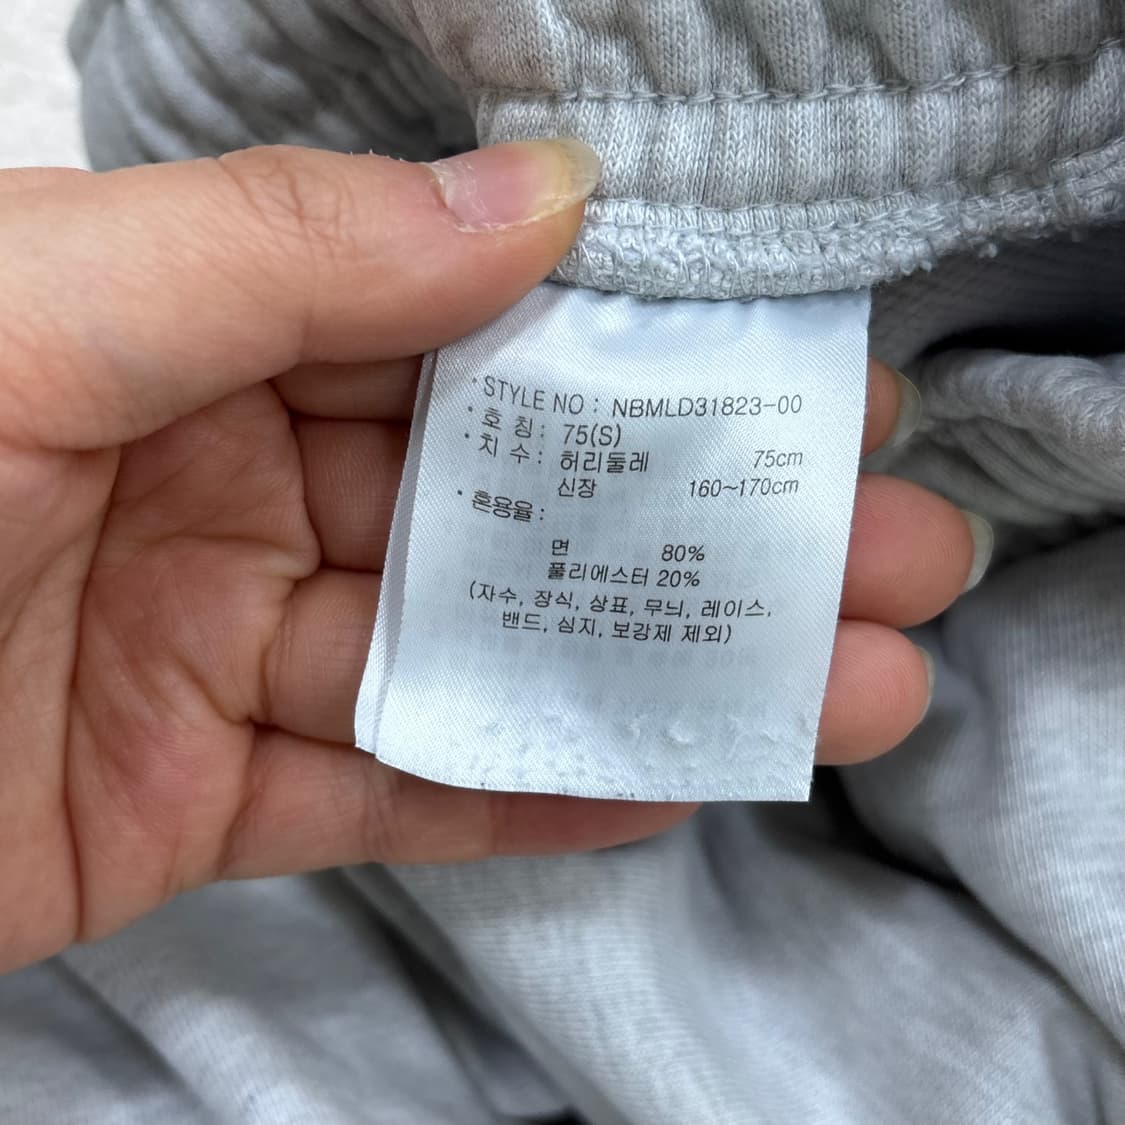 · STYLE NO : NBMLD31823-00
· 호 칭 : 75(S)
· 치 수 : 허리둘레 75cm
신장 160~170cm
· 혼용율 :
면 80%
폴리에스터 20%
(자수, 장식, 상표, 무늬, 레이스,
밴드, 심지, 보강제 제외)